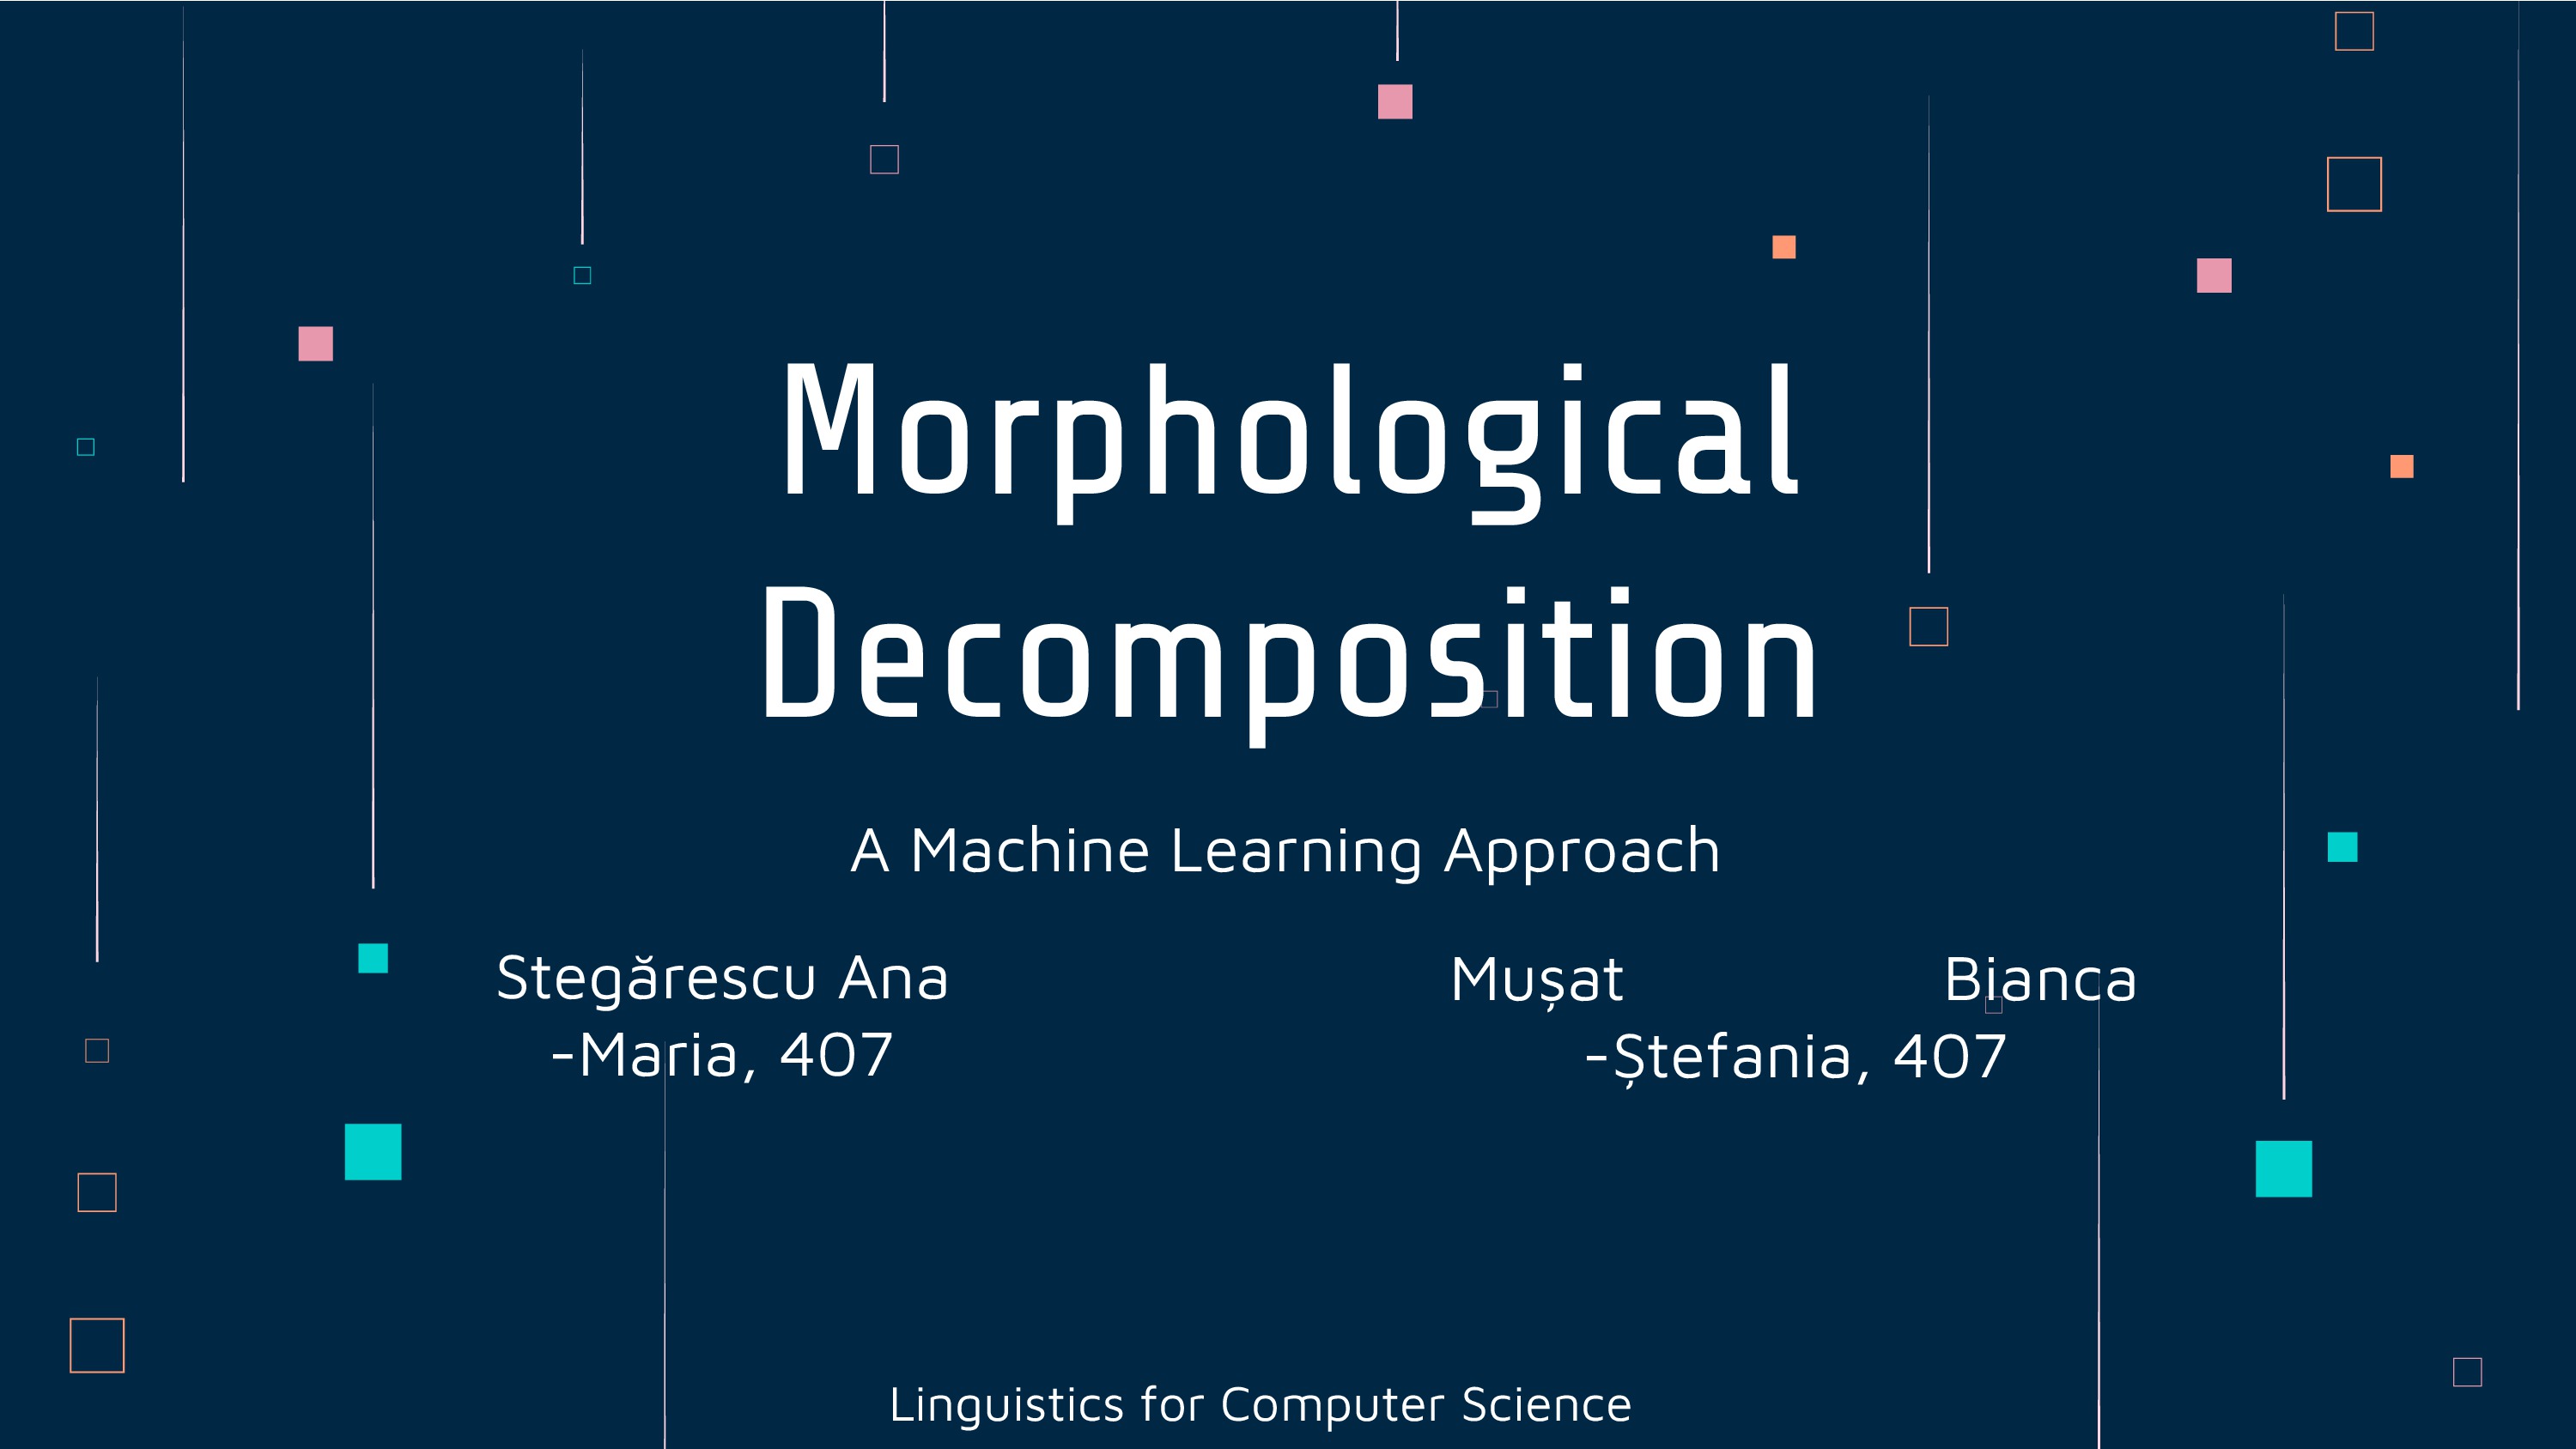 Morphological
Decomposition
A Machine Learning Approach
Stegărescu Ana
-Maria, 407
Mușat Bianca
-Ștefania, 407
Linguistics for Computer Science